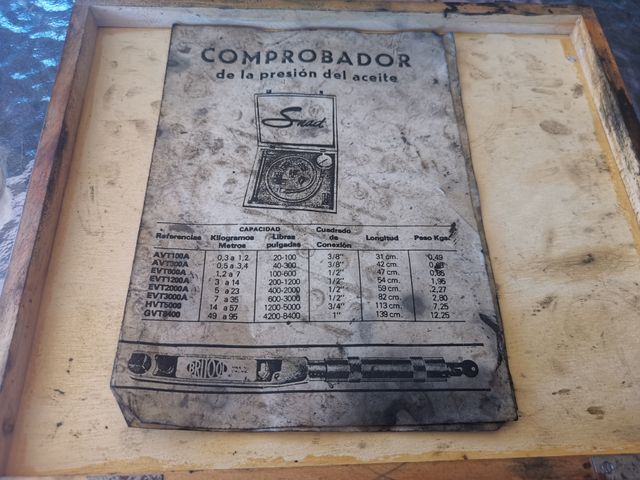 COMPROBADOR
de la presión del aceite
Snad
CAPACIDAD
Referencias Kilogramos Metros Libras pulgadas Cuadrado de Conexión Longitud Peso Kgs.
AVT100A 0,3 a 1,2 20-100 3/8" 31 cm. 0,49
AVT300A 0,5 a 3,4 40-300 3/8" 42 cm.
EVT600A 1,2 a 7 100-600 1/2" 47 cm.
EVT1200A 3 a 14 200-1200 1/2" 54 cm. 1,95
EVT2000A 5 a 23 400-2000 1/2" 59 cm. 2,27
EVT3000A 7 a 35 600-3000 1/2" 82 cm. 2,80
HVT5000 14 a 57 1200-5000 3/4" 113 cm. 7,25
GVT8400 49 a 95 4200-8400 1" 139 cm. 12,25
BRITOOL